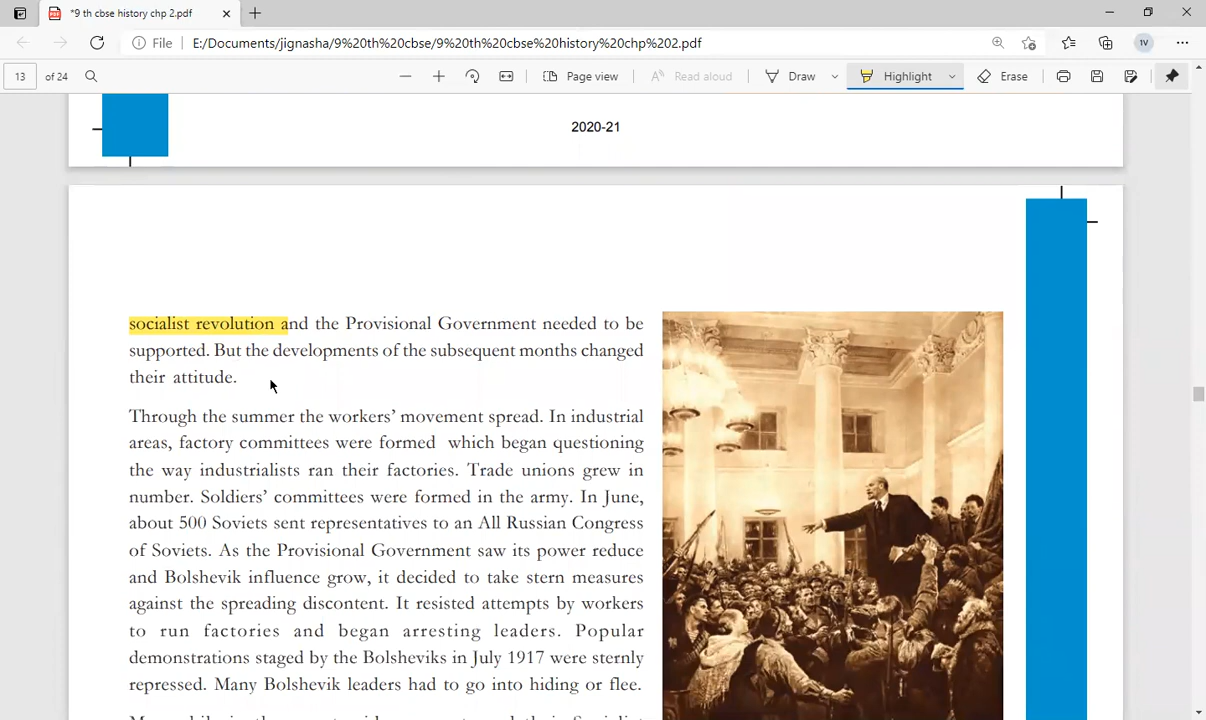 *9 th cbse history chp 2.pdf
File
E:/Documents/jignasha/9%20th%20cbse/9%20th%20cbse%20history%20chp%202.pdf
1V
13 of 24
Page view
Read aloud
Draw
Highlight
Erase
2020-21
socialist revolution and the Provisional Government needed to be
supported. But the developments of the subsequent months changed
their attitude.
Through the summer the workers’ movement spread. In industrial
areas, factory committees were formed which began questioning
the way industrialists ran their factories. Trade unions grew in
number. Soldiers’ committees were formed in the army. In June,
about 500 Soviets sent representatives to an All Russian Congress
of Soviets. As the Provisional Government saw its power reduce
and Bolshevik influence grow, it decided to take stern measures
against the spreading discontent. It resisted attempts by workers
to run factories and began arresting leaders. Popular
demonstrations staged by the Bolsheviks in July 1917 were sternly
repressed. Many Bolshevik leaders had to go into hiding or flee.